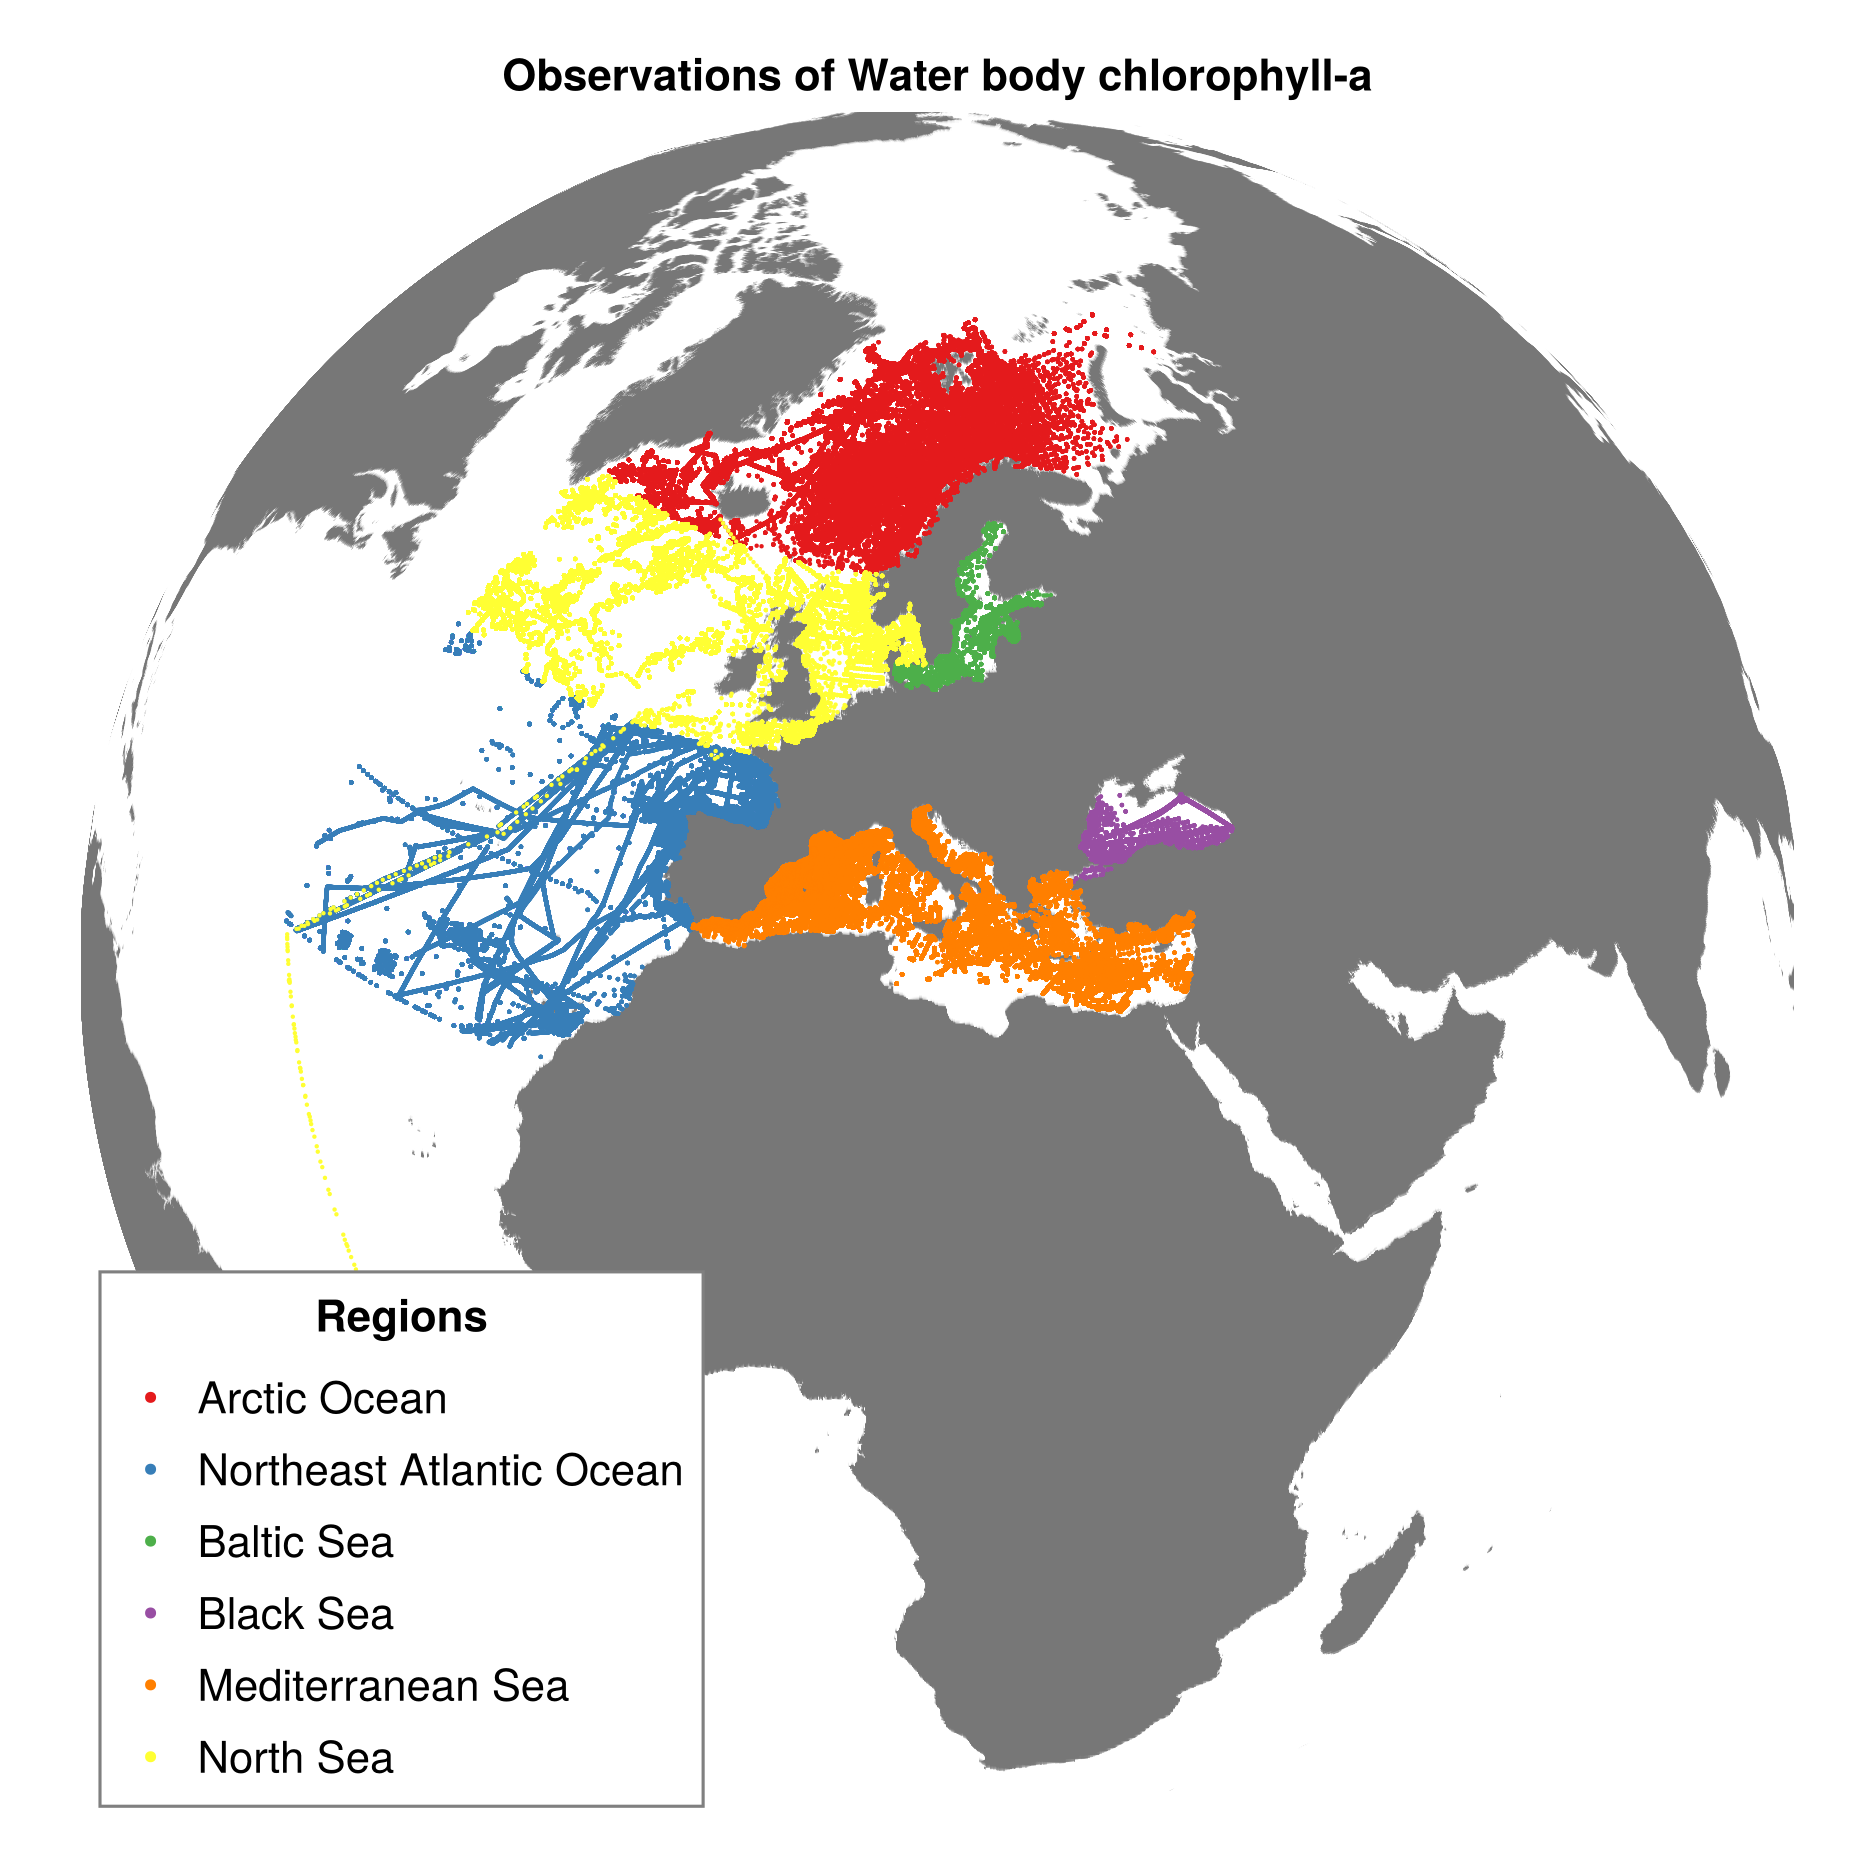 Observations of Water body chlorophyll-a
Regions
Arctic Ocean
Northeast Atlantic Ocean
Baltic Sea
Black Sea
Mediterranean Sea
North Sea